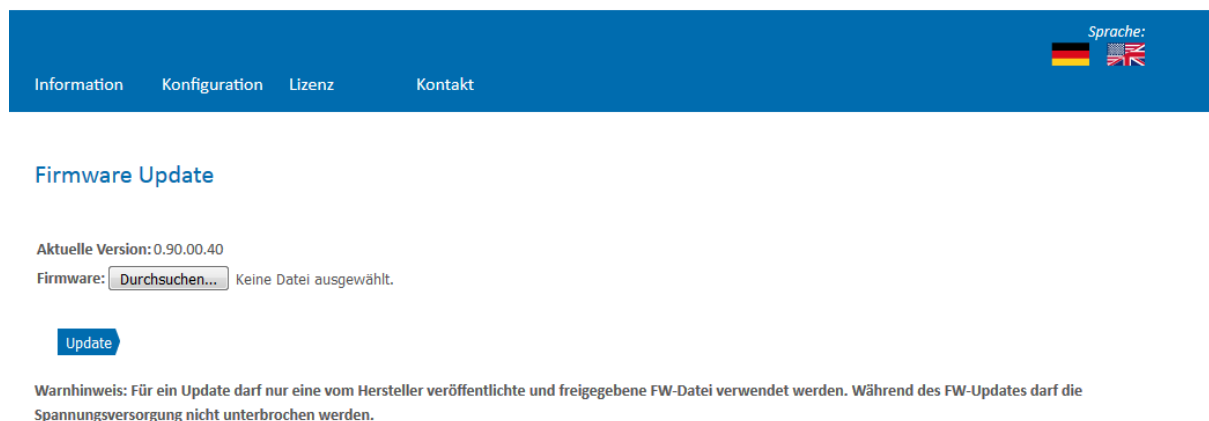 Sprache:
Information Konfiguration Lizenz Kontakt
Firmware Update
Aktuelle Version: 0.90.00.40
Firmware: Durchsuchen... Keine Datei ausgewählt.
Update
Warnhinweis: Für ein Update darf nur eine vom Hersteller veröffentlichte und freigegebene FW-Datei verwendet werden. Während des FW-Updates darf die
Spannungsversorgung nicht unterbrochen werden.